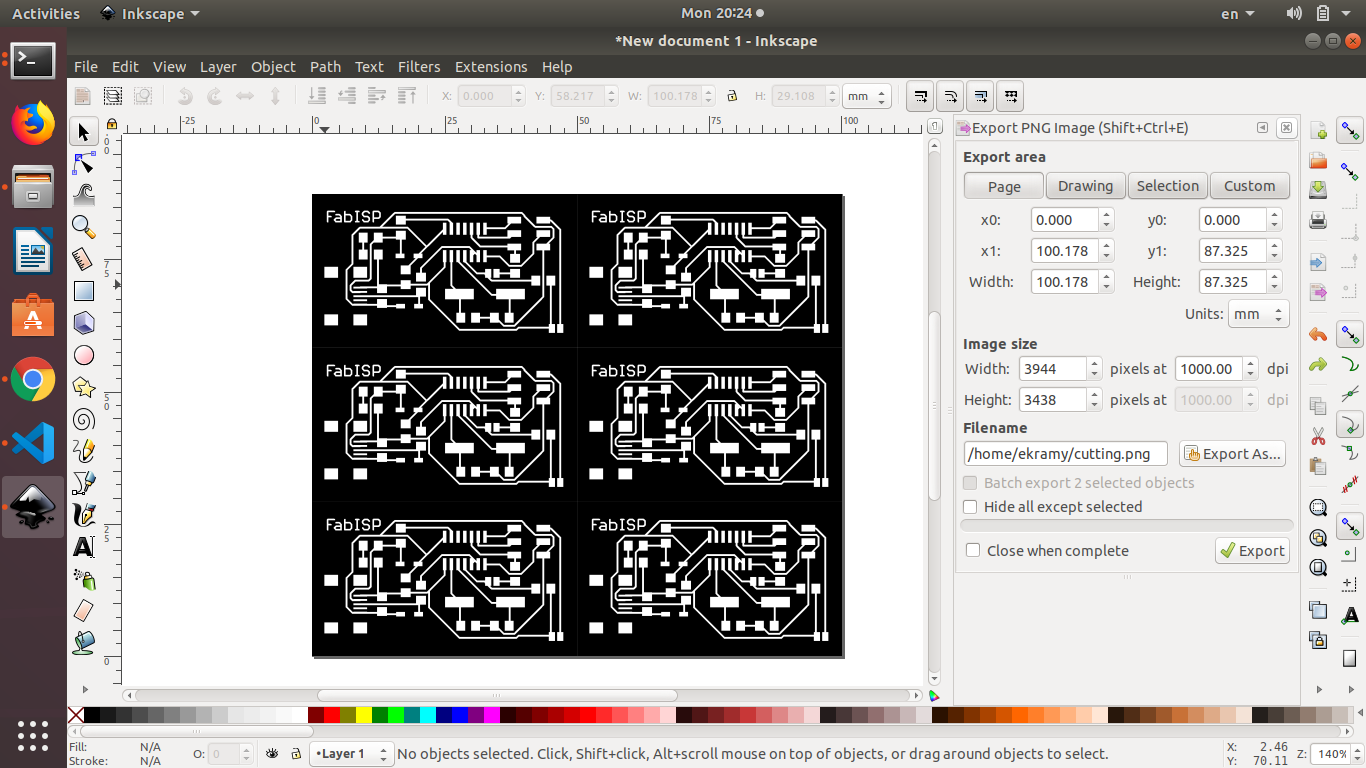 Activities Inkscape Mon 20:24 en
*New document 1 - Inkscape
File Edit View Layer Object Path Text Filters Extensions Help
X: 0.000 Y: 58.217 W: 100.178 H: 29.108 mm
-25 0 25 50 75 100
Export PNG Image (Shift+Ctrl+E)
Export area
Page Drawing Selection Custom
x0: 0.000 y0: 0.000
x1: 100.178 y1: 87.325
Width: 100.178 Height: 87.325
Units: mm
Image size
Width: 3944 pixels at 1000.00 dpi
Height: 3438 pixels at 1000.00 dpi
Filename
/home/ekramy/cutting.png Export As...
Batch export 2 selected objects
Hide all except selected
Close when complete Export
FabISP FabISP
FabISP FabISP
FabISP FabISP
Fill: N/A
Stroke: N/A
O: 0
•Layer 1
No objects selected. Click, Shift+click, Alt+scroll mouse on top of objects, or drag around objects to select.
X: 2.46
Y: 70.11
Z: 140%